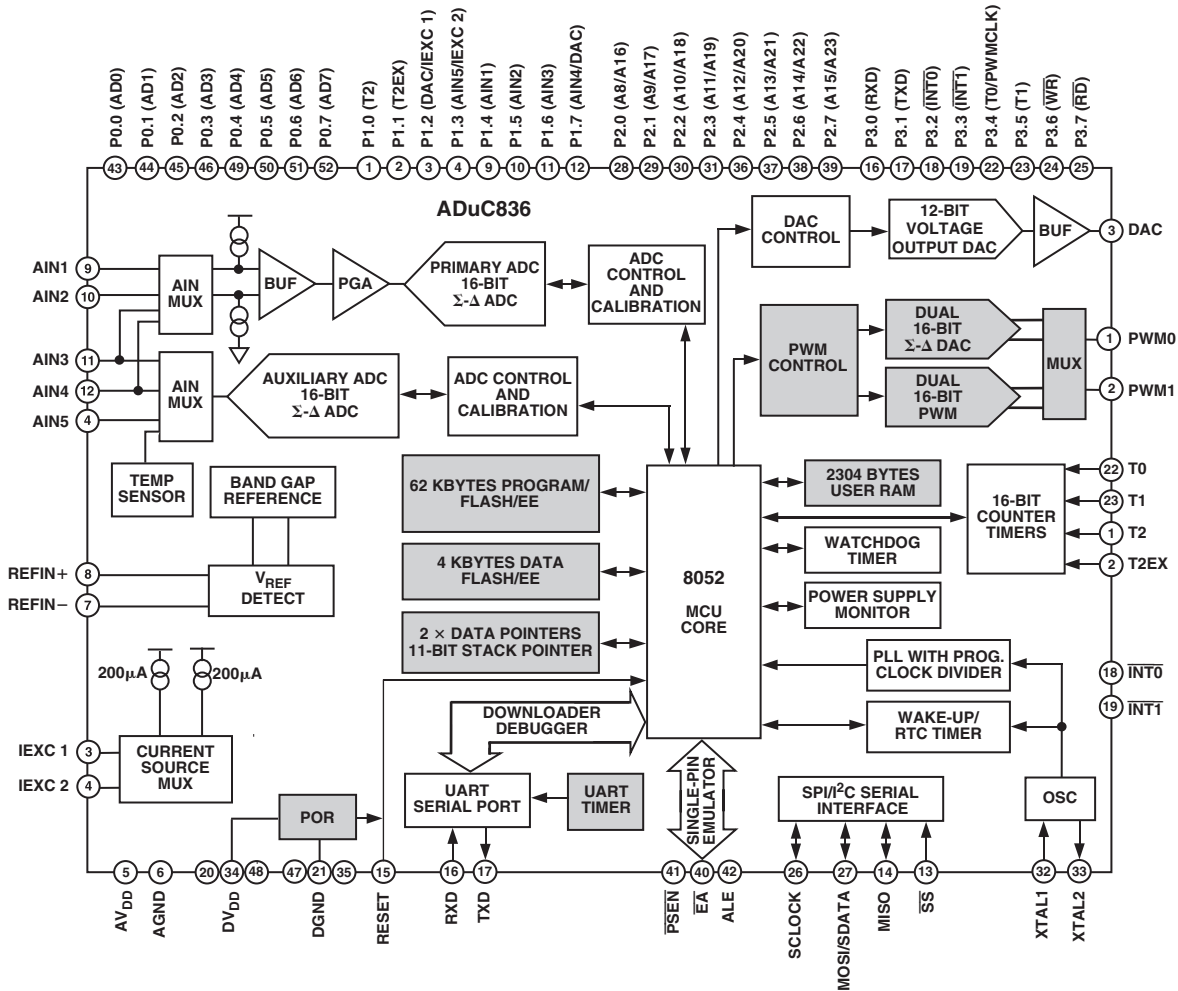 P0.0 (AD0)
P0.1 (AD1)
P0.2 (AD2)
P0.3 (AD3)
P0.4 (AD4)
P0.5 (AD5)
P0.6 (AD6)
P0.7 (AD7)
P1.0 (T2)
P1.1 (T2EX)
P1.2 (DAC/IEXC 1)
P1.3 (AIN5/IEXC 2)
P1.4 (AIN1)
P1.5 (AIN2)
P1.6 (AIN3)
P1.7 (AIN4/DAC)
P2.0 (A8/A16)
P2.1 (A9/A17)
P2.2 (A10/A18)
P2.3 (A11/A19)
P2.4 (A12/A20)
P2.5 (A13/A21)
P2.6 (A14/A22)
P2.7 (A15/A23)
P3.0 (RXD)
P3.1 (TXD)
P3.2 (INT0)
P3.3 (INT1)
P3.4 (T0/PWMCLK)
P3.5 (T1)
P3.6 (WR)
P3.7 (RD)
43 44 45 46 49 50 51 52 1 2 3 4 9 10 11 12 28 29 30 31 36 37 38 39 16 17 18 19 22 23 24 25
ADuC836
AIN1 9
AIN2 10
AIN3 11
AIN4 12
AIN5 4
AIN
MUX
BUF
PGA
PRIMARY ADC
16-BIT
Σ-Δ ADC
ADC
CONTROL
AND
CALIBRATION
DAC
CONTROL
12-BIT
VOLTAGE
OUTPUT DAC
BUF
3 DAC
AIN
MUX
AUXILIARY ADC
16-BIT
Σ-Δ ADC
ADC CONTROL
AND
CALIBRATION
PWM
CONTROL
DUAL
16-BIT
Σ-Δ DAC
DUAL
16-BIT
PWM
MUX
1 PWM0
2 PWM1
TEMP
SENSOR
BAND GAP
REFERENCE
62 KBYTES PROGRAM/
FLASH/EE
4 KBYTES DATA
FLASH/EE
2 × DATA POINTERS
11-BIT STACK POINTER
8052
MCU
CORE
2304 BYTES
USER RAM
WATCHDOG
TIMER
POWER SUPPLY
MONITOR
16-BIT
COUNTER
TIMERS
22 T0
23 T1
1 T2
2 T2EX
REFIN+ 8
REFIN− 7
VREF
DETECT
PLL WITH PROG.
CLOCK DIVIDER
WAKE-UP/
RTC TIMER
18 INT0
19 INT1
200µA
200µA
IEXC 1 3
IEXC 2 4
CURRENT
SOURCE
MUX
DOWNLOADER
DEBUGGER
POR
UART
SERIAL PORT
UART
TIMER
SINGLE-PIN
EMULATOR
SPI/I2C SERIAL
INTERFACE
OSC
5 6 20 34 48 47 21 35 15 16 17 41 40 42 26 27 14 13 32 33
AVDD
AGND
DVDD
DGND
RESET
RXD
TXD
PSEN
EA
ALE
SCLOCK
MOSI/SDATA
MISO
SS
XTAL1
XTAL2